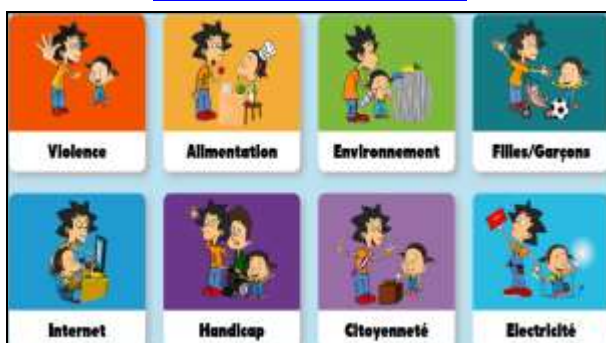 Violence
Alimentation
Environnement
Filles/Garçons
Internet
Handicap
Citoyenneté
Electricité